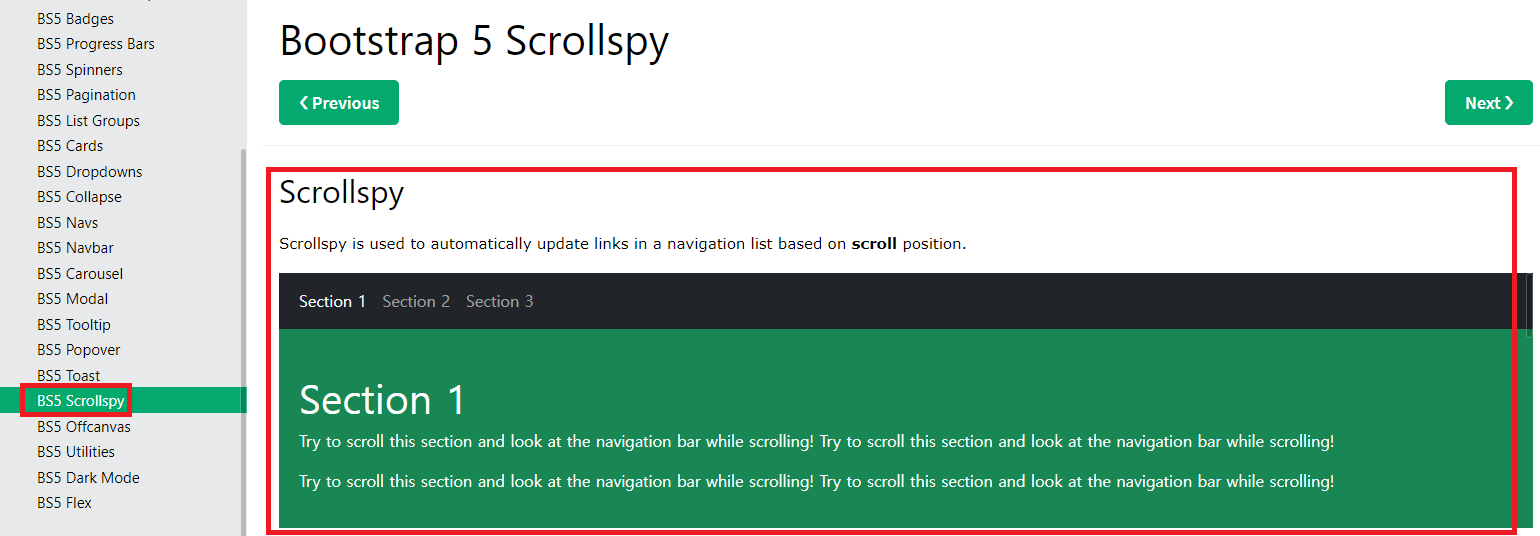 BS5 Badges
BS5 Progress Bars
BS5 Spinners
BS5 Pagination
BS5 List Groups
BS5 Cards
BS5 Dropdowns
BS5 Collapse
BS5 Navs
BS5 Navbar
BS5 Carousel
BS5 Modal
BS5 Tooltip
BS5 Popover
BS5 Toast
BS5 Scrollspy
BS5 Offcanvas
BS5 Utilities
BS5 Dark Mode
BS5 Flex
Bootstrap 5 Scrollspy
❮ Previous
Next ❯
Scrollspy
Scrollspy is used to automatically update links in a navigation list based on scroll position.
Section 1 Section 2 Section 3
Section 1
Try to scroll this section and look at the navigation bar while scrolling! Try to scroll this section and look at the navigation bar while scrolling!
Try to scroll this section and look at the navigation bar while scrolling! Try to scroll this section and look at the navigation bar while scrolling!